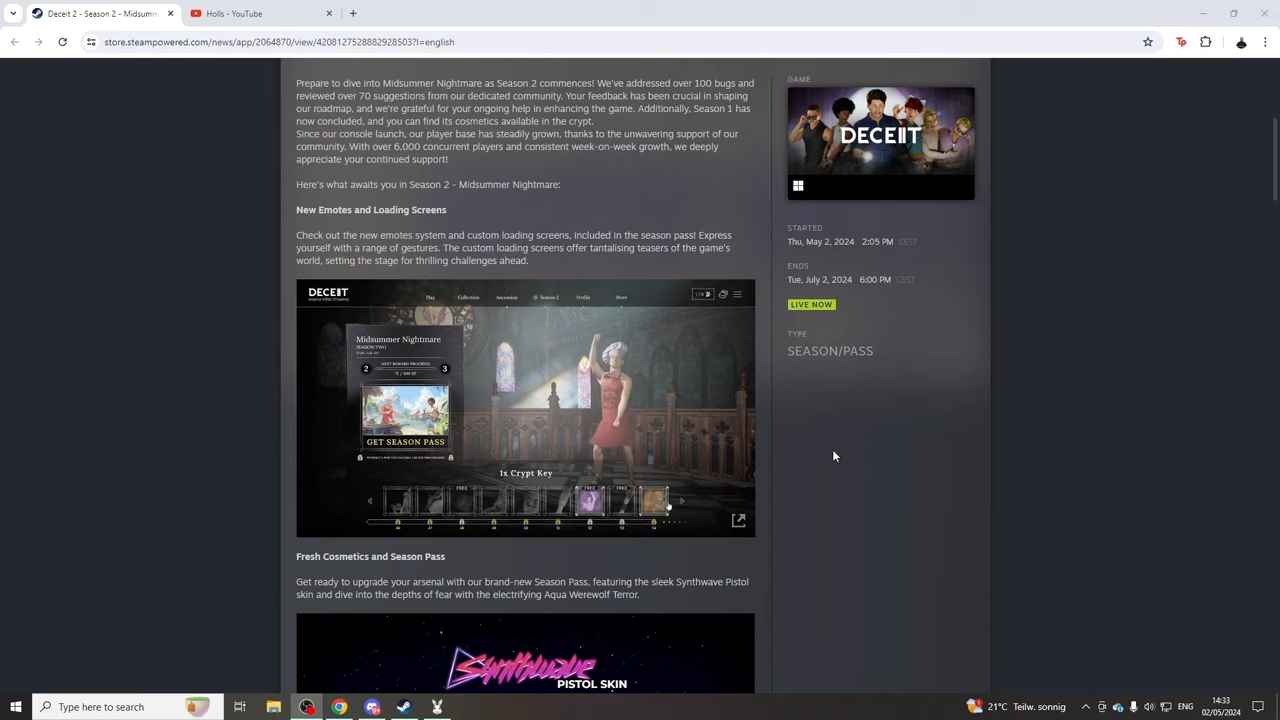 Deceit 2 - Season 2 - Midsumm
Holls - YouTube
store.steampowered.com/news/app/2064870/view/4208127528882928503?l=english
Prepare to dive into Midsummer Nightmare as Season 2 commences! We've addressed over 100 bugs and
reviewed over 70 suggestions from our dedicated community. Your feedback has been crucial in shaping
our roadmap, and we're grateful for your ongoing help in enhancing the game. Additionally, Season 1 has
now concluded, and you can find its cosmetics available in the crypt.
Since our console launch, our player base has steadily grown, thanks to the unwavering support of our
community. With over 6,000 concurrent players and consistent week-on-week growth, we deeply
appreciate your continued support!
Here's what awaits you in Season 2 - Midsummer Nightmare:
New Emotes and Loading Screens
Check out the new emotes system and custom loading screens, included in the season pass! Express
yourself with a range of gestures. The custom loading screens offer tantalising teasers of the game's
world, setting the stage for thrilling challenges ahead.
DECEIT
Play Collection Ascension Season 2 Profile Store
Midsummer Nightmare
SEASON TWO
NEXT REWARD PROGRESS
2 3
GET SEASON PASS
1x Crypt Key
FREE FREE FREE
Fresh Cosmetics and Season Pass
Get ready to upgrade your arsenal with our brand-new Season Pass, featuring the sleek Synthwave Pistol
skin and dive into the depths of fear with the electrifying Aqua Werewolf Terror.
Synthwave
PISTOL SKIN
GAME
DECEIIT
STARTED
Thu, May 2, 2024 2:05 PM CEST
ENDS
Tue, July 2, 2024 6:00 PM CEST
LIVE NOW
TYPE
SEASON/PASS
Type here to search
21°C Teilw. sonnig
ENG
14:33
02/05/2024